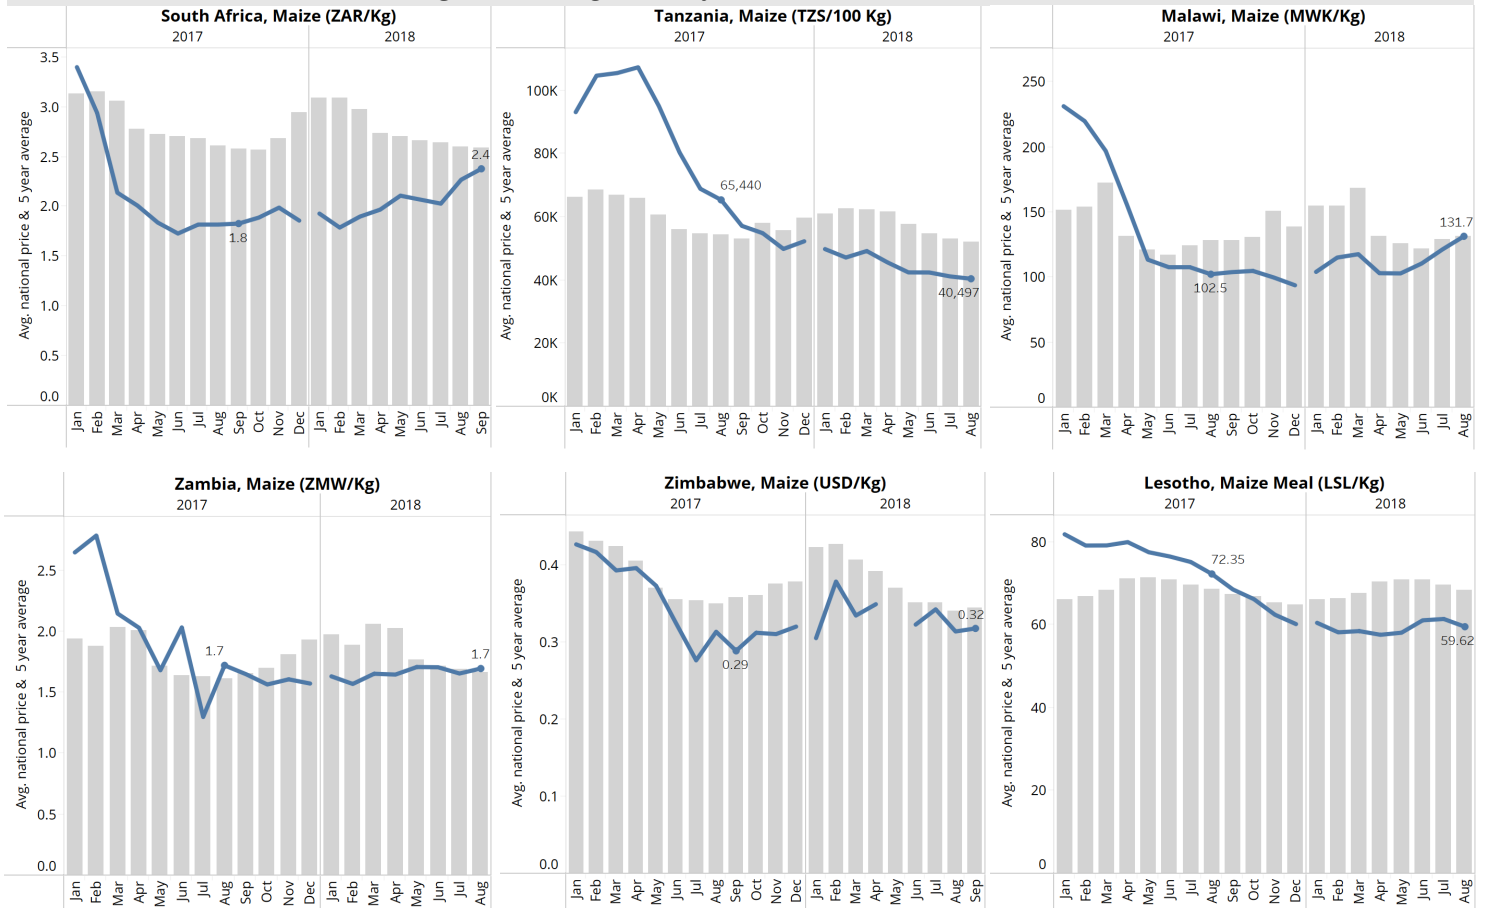 South Africa, Maize (ZAR/Kg)
2017 2018
Avg. national price & 5 year average
3.5
3.0
2.5
2.0
1.5
1.0
0.5
0.0
2.4
1.8
Jan Feb Mar Apr May Jun Jul Aug Sep Oct Nov Dec Jan Feb Mar Apr May Jun Jul Aug Sep
Tanzania, Maize (TZS/100 Kg)
2017 2018
Avg. national price & 5 year average
100K
80K
60K
40K
20K
0K
65,440
40,497
Jan Feb Mar Apr May Jun Jul Aug Sep Oct Nov Dec Jan Feb Mar Apr May Jun Jul Aug
Malawi, Maize (MWK/Kg)
2017 2018
Avg. national price & 5 year average
250
200
150
100
50
0
131.7
102.5
Jan Feb Mar Apr May Jun Jul Aug Sep Oct Nov Dec Jan Feb Mar Apr May Jun Jul Aug
Zambia, Maize (ZMW/Kg)
2017 2018
Avg. national price & 5 year average
2.5
2.0
1.5
1.0
0.5
0.0
1.7
1.7
Jan Feb Mar Apr May Jun Jul Aug Sep Oct Nov Dec Jan Feb Mar Apr May Jun Jul Aug
Zimbabwe, Maize (USD/Kg)
2017 2018
Avg. national price & 5 year average
0.4
0.3
0.2
0.1
0.0
0.32
0.29
Jan Feb Mar Apr May Jun Jul Aug Sep Oct Nov Dec Jan Feb Mar Apr May Jun Jul Aug Sep
Lesotho, Maize Meal (LSL/Kg)
2017 2018
Avg. national price & 5 year average
80
60
40
20
0
72.35
59.62
Jan Feb Mar Apr May Jun Jul Aug Sep Oct Nov Dec Jan Feb Mar Apr May Jun Jul Aug